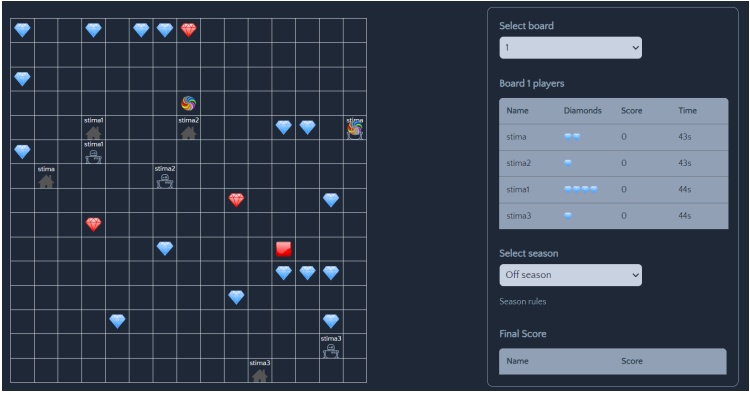 Select board
1
Board 1 players
Name Diamonds Score Time
stima 0 43s
stima2 0 43s
stima1 0 44s
stima3 0 44s
Select season
Off season
Season rules
Final Score
Name Score
stima1
stima2
stima
stima1
stima
stima2
stima3
stima3